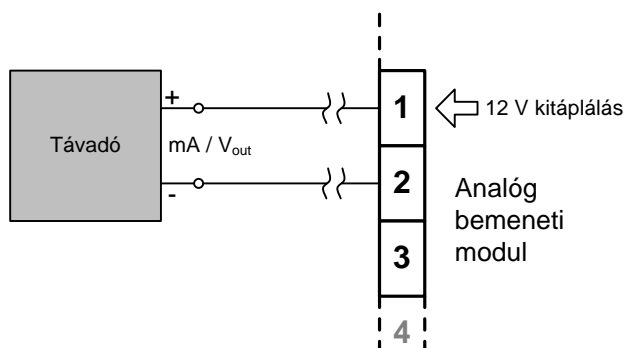 +
1
12 V kitáplálás
Távadó
mA / Vout
-
2
Analóg
bemeneti
modul
3
4